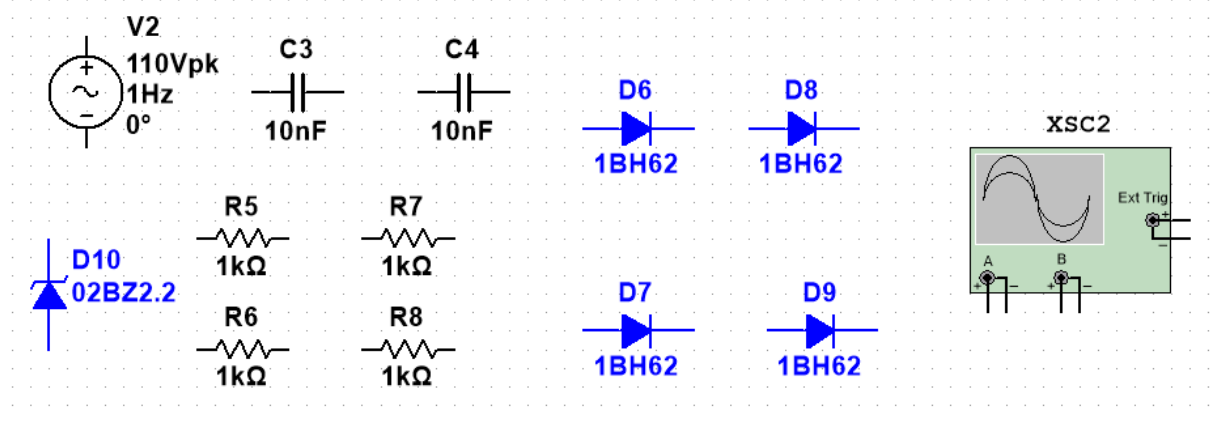 V2
110Vpk
1Hz
0°
C3
10nF
C4
10nF
D6
1BH62
D8
1BH62
XSC2
Ext Trig
+
−
A
B
+
−
+
−
R5
1kΩ
R7
1kΩ
D10
02BZ2.2
R6
1kΩ
R8
1kΩ
D7
1BH62
D9
1BH62